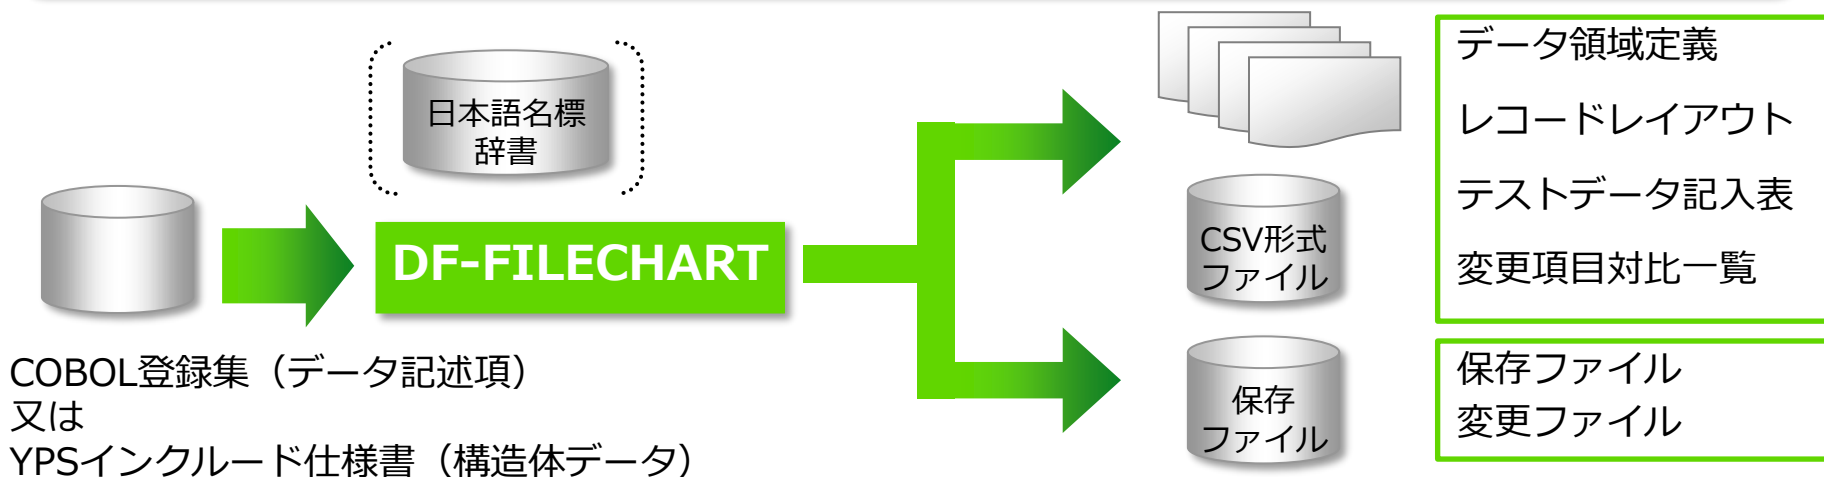 日本語名標
辞書
DF-FILECHART
COBOL登録集（データ記述項）
又は
YPSインクルード仕様書（構造体データ）
CSV形式
ファイル
保存
ファイル
データ領域定義
レコードレイアウト
テストデータ記入表
変更項目対比一覧
保存ファイル
変更ファイル